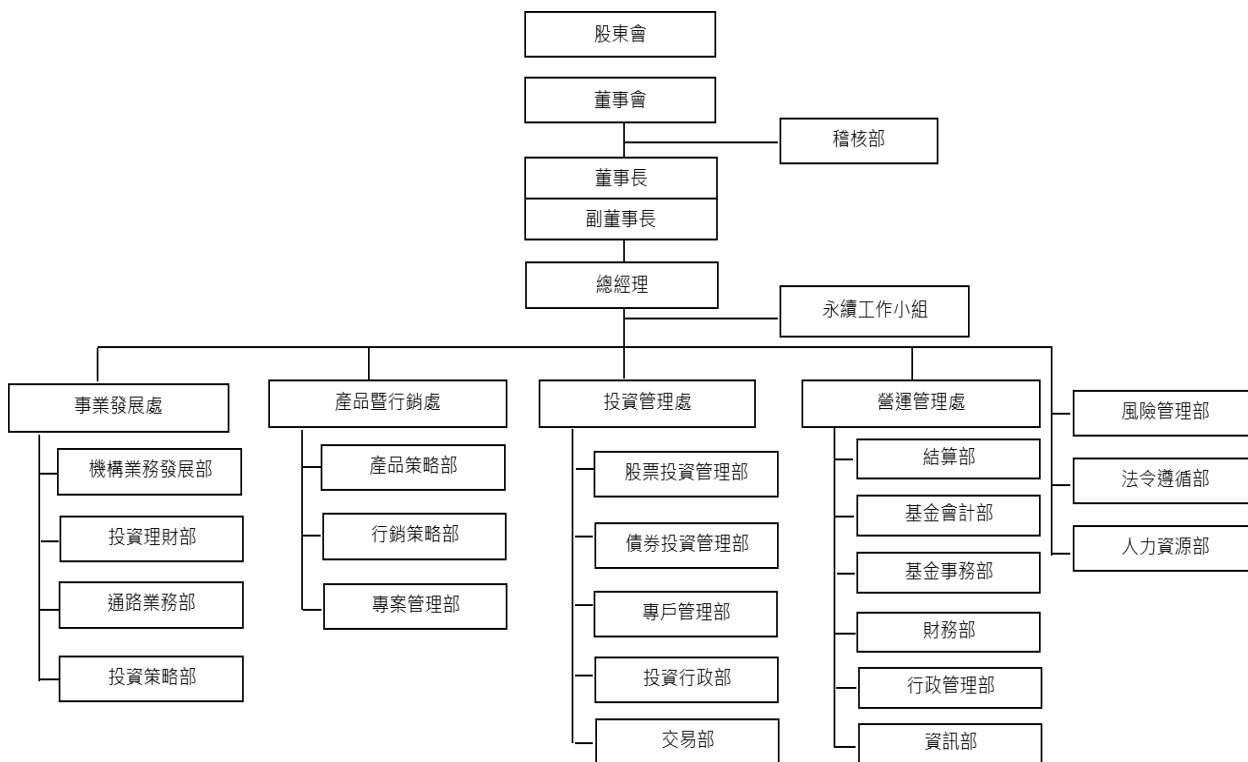 股東會
董事會
稽核部
董事長
副董事長
總經理
永續工作小組
事業發展處
機構業務發展部
投資理財部
通路業務部
投資策略部
產品暨行銷處
產品策略部
行銷策略部
專案管理部
投資管理處
股票投資管理部
債券投資管理部
專戶管理部
投資行政部
交易部
營運管理處
結算部
基金會計部
基金事務部
財務部
行政管理部
資訊部
風險管理部
法令遵循部
人力資源部